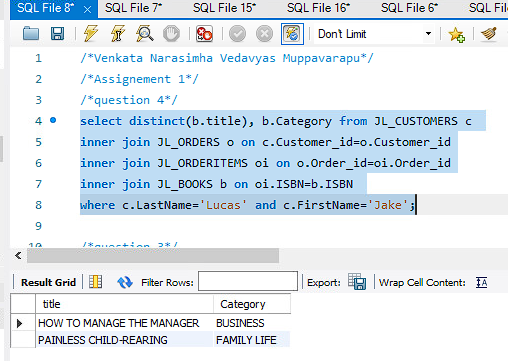 SQL File 8* SQL File 7* SQL File 15* SQL File 16* SQL File 6* SQL
Don't Limit
1 /*Venkata Narasimha Vedavyas Muppavarapu*/
2 /*Assignement 1*/
3 /*question 4*/
4 select distinct(b.title), b.Category from JL_CUSTOMERS c
5 inner join JL_ORDERS o on c.Customer_id=o.Customer_id
6 inner join JL_ORDERITEMS oi on o.Order_id=oi.Order_id
7 inner join JL_BOOKS b on oi.ISBN=b.ISBN
8 where c.LastName='Lucas' and c.FirstName='Jake';
9
10 /*question 3*/
Result Grid Filter Rows: Export: Wrap Cell Content: IA
title Category
HOW TO MANAGE THE MANAGER BUSINESS
PAINLESS CHILD-REARING FAMILY LIFE